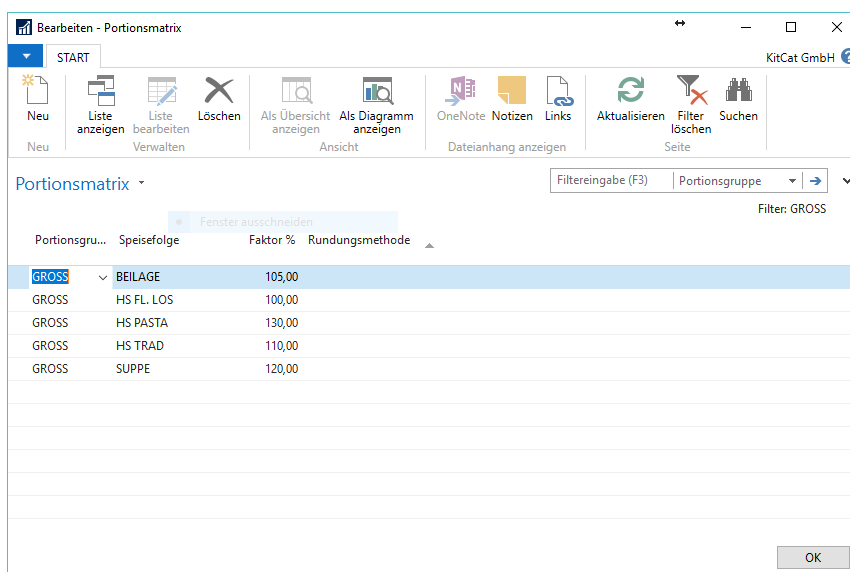 Bearbeiten - Portionsmatrix
START
KitCat GmbH ?
Neu
Liste anzeigen
Liste bearbeiten
Löschen
Als Übersicht anzeigen
Als Diagramm anzeigen
OneNote
Notizen
Links
Aktualisieren
Filter löschen
Suchen
Neu
Verwalten
Ansicht
Dateianhang anzeigen
Seite
Portionsmatrix
Filtereingabe (F3) Portionsgruppe
Filter: GROSS
Fenster ausschneiden
Portionsgru... Speisefolge Faktor % Rundungsmethode
GROSS BEILAGE 105,00
GROSS HS FL. LOS 100,00
GROSS HS PASTA 130,00
GROSS HS TRAD 110,00
GROSS SUPPE 120,00
OK